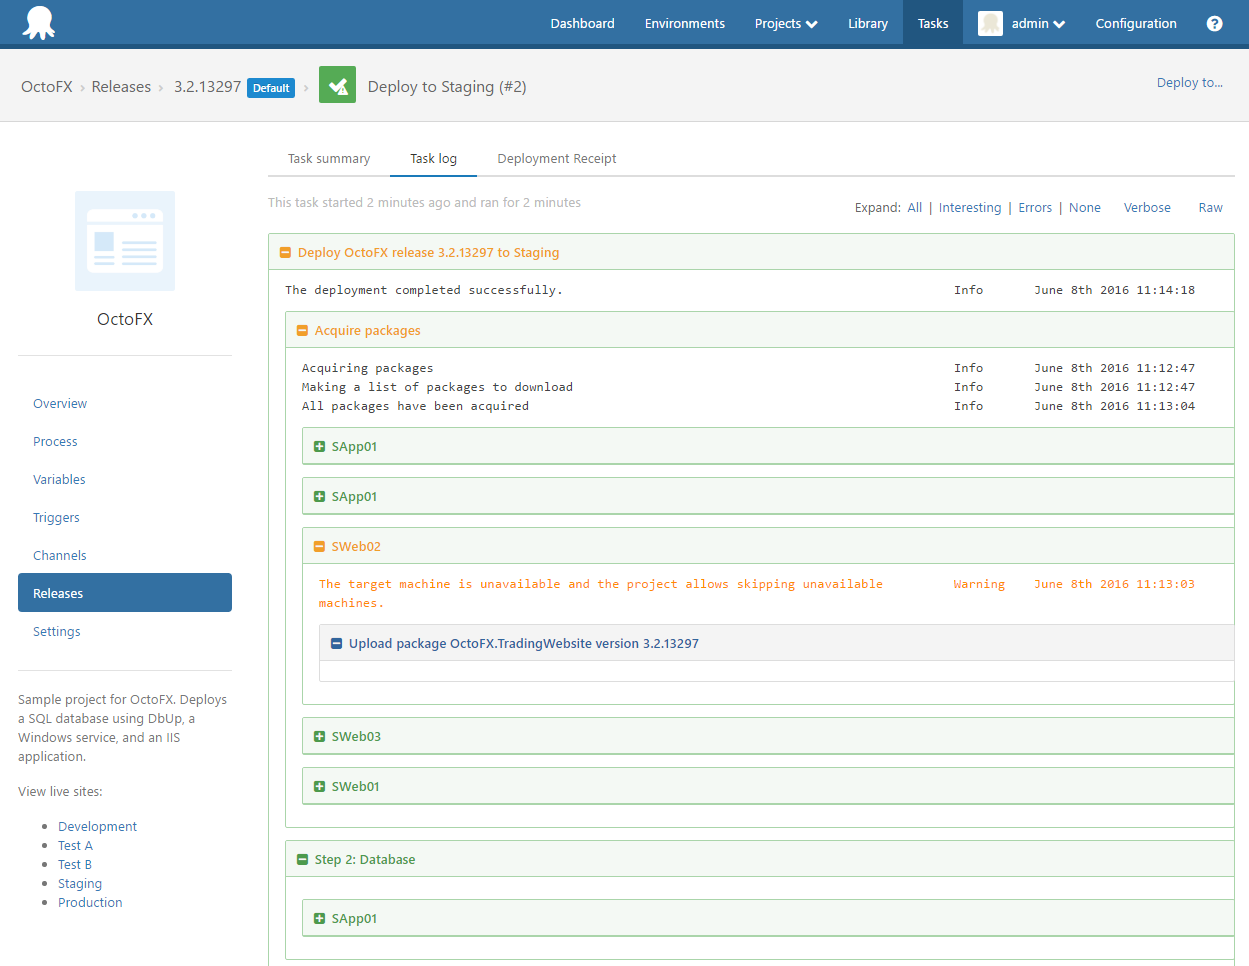 Dashboard Environments Projects Library Tasks admin Configuration ?
OctoFX › Releases › 3.2.13297 Default › Deploy to Staging (#2) Deploy to...
Task summary Task log Deployment Receipt
This task started 2 minutes ago and ran for 2 minutes
Expand: All | Interesting | Errors | None Verbose Raw
Deploy OctoFX release 3.2.13297 to Staging
The deployment completed successfully. Info June 8th 2016 11:14:18
Acquire packages
Acquiring packages Info June 8th 2016 11:12:47
Making a list of packages to download Info June 8th 2016 11:12:47
All packages have been acquired Info June 8th 2016 11:13:04
SApp01
SApp01
SWeb02
The target machine is unavailable and the project allows skipping unavailable Warning June 8th 2016 11:13:03
machines.
Upload package OctoFX.TradingWebsite version 3.2.13297
SWeb03
SWeb01
Step 2: Database
SApp01
OctoFX
Overview
Process
Variables
Triggers
Channels
Releases
Settings
Sample project for OctoFX. Deploys
a SQL database using DbUp, a
Windows service, and an IIS
application.
View live sites:
Development
Test A
Test B
Staging
Production